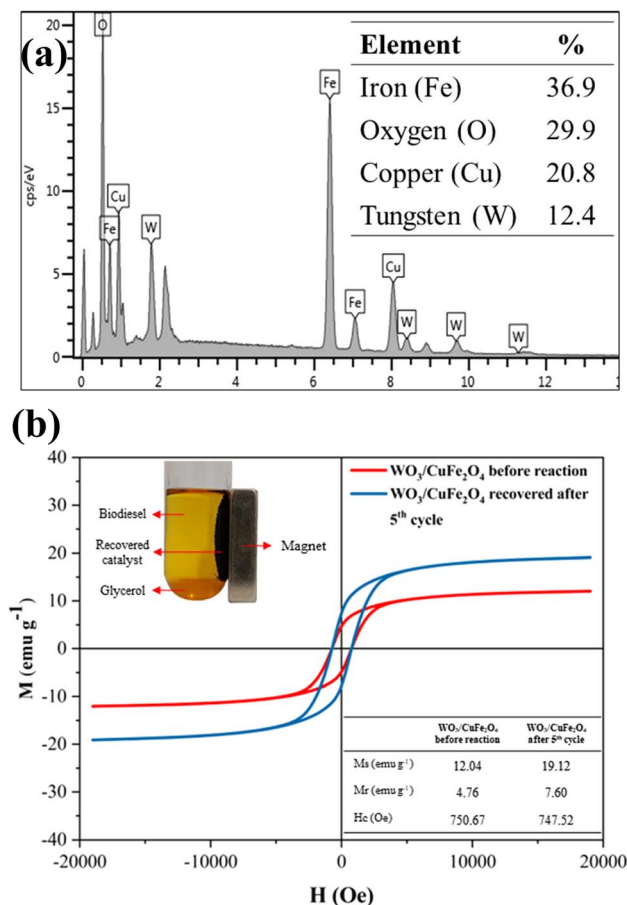 (a)
20
15
10
5
0
cps/eV
O
Fe
Cu
W
Fe
Fe
Cu
W
W
W
0 2 4 6 8 10 12 1
Element %
Iron (Fe) 36.9
Oxygen (O) 29.9
Copper (Cu) 20.8
Tungsten (W) 12.4
(b)
40
30
20
10
0
-10
-20
-30
-40
M (emu g⁻¹)
Biodiesel
Recovered
catalyst
Glycerol
Magnet
WO₃/CuFe₂O₄ before reaction
WO₃/CuFe₂O₄ recovered after
5ᵗʰ cycle
WO₃/CuFe₂O₄ WO₃/CuFe₂O₄
before reaction after 5ᵗʰ cycle
Ms (emu g⁻¹) 12.04 19.12
Mr (emu g⁻¹) 4.76 7.60
Hc (Oe) 750.67 747.52
-20000 -10000 0 10000 20000
H (Oe)